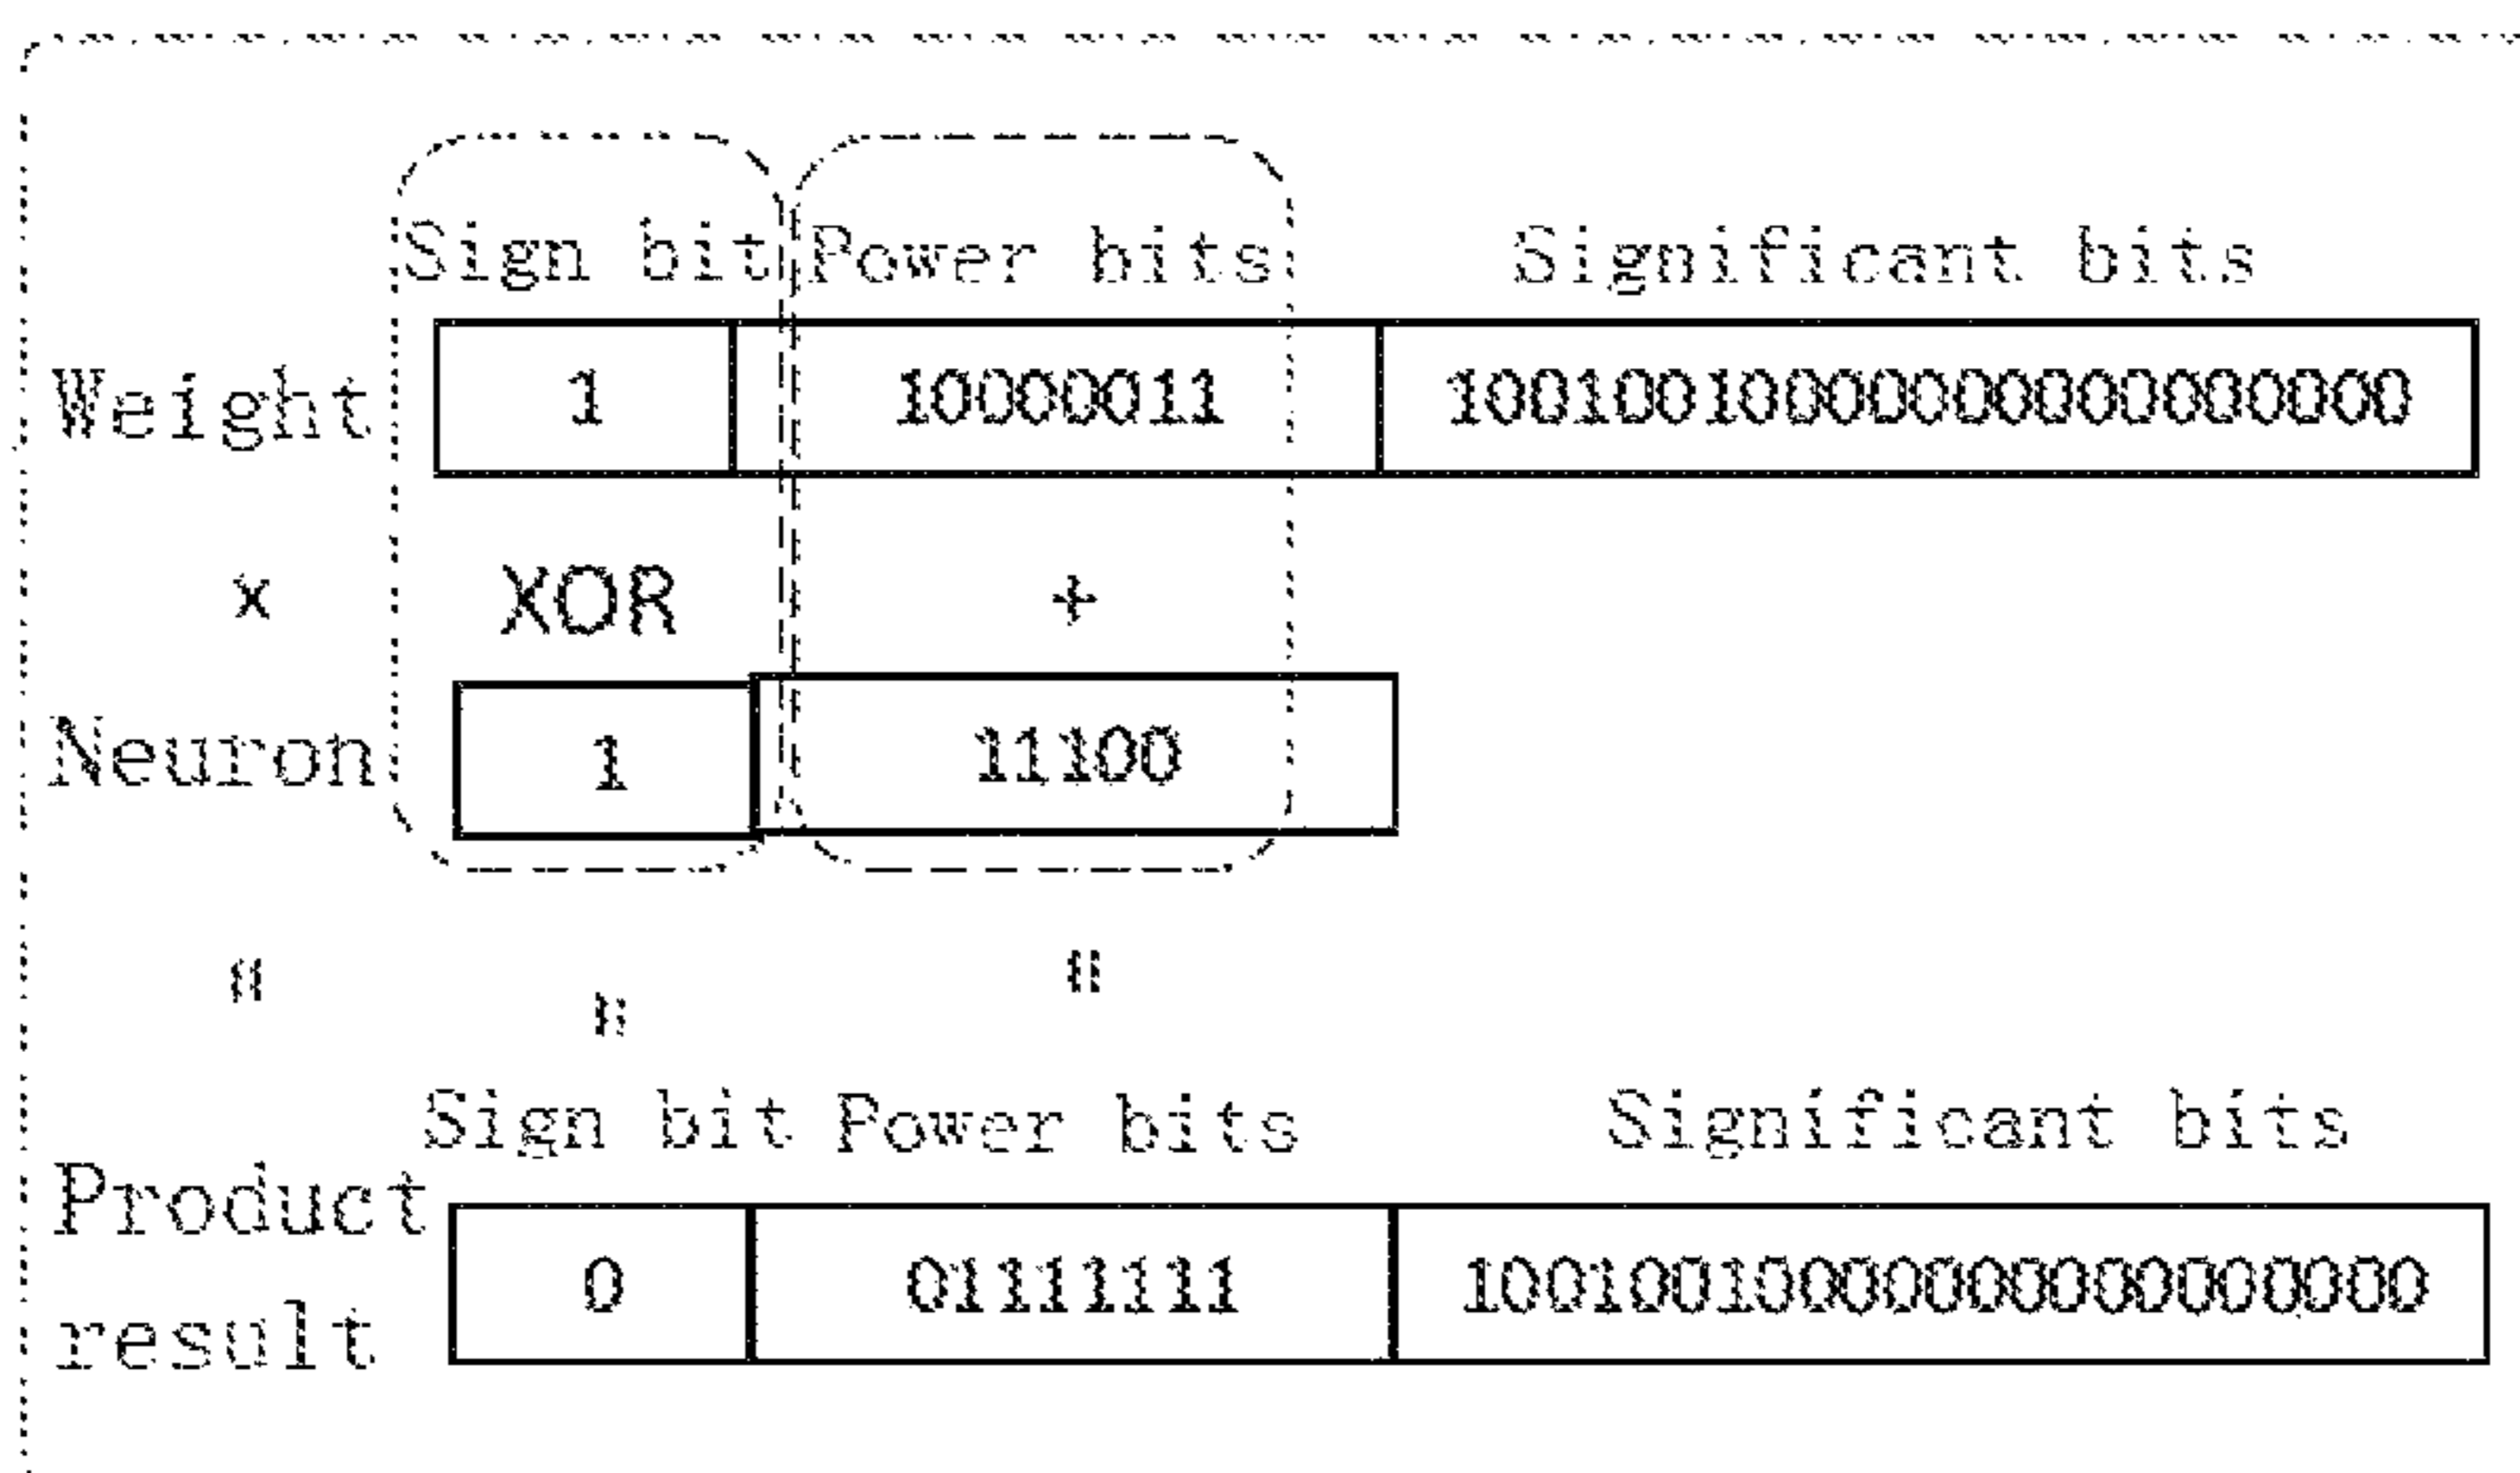 Sign bit Power bits Significant bits
Weight 1 10000011 10010010000000000000000
x XOR +
Neuron 1 11100
= = =
Sign bit Power bits Significant bits
Product
result 0 01111111 10010010000000000000000